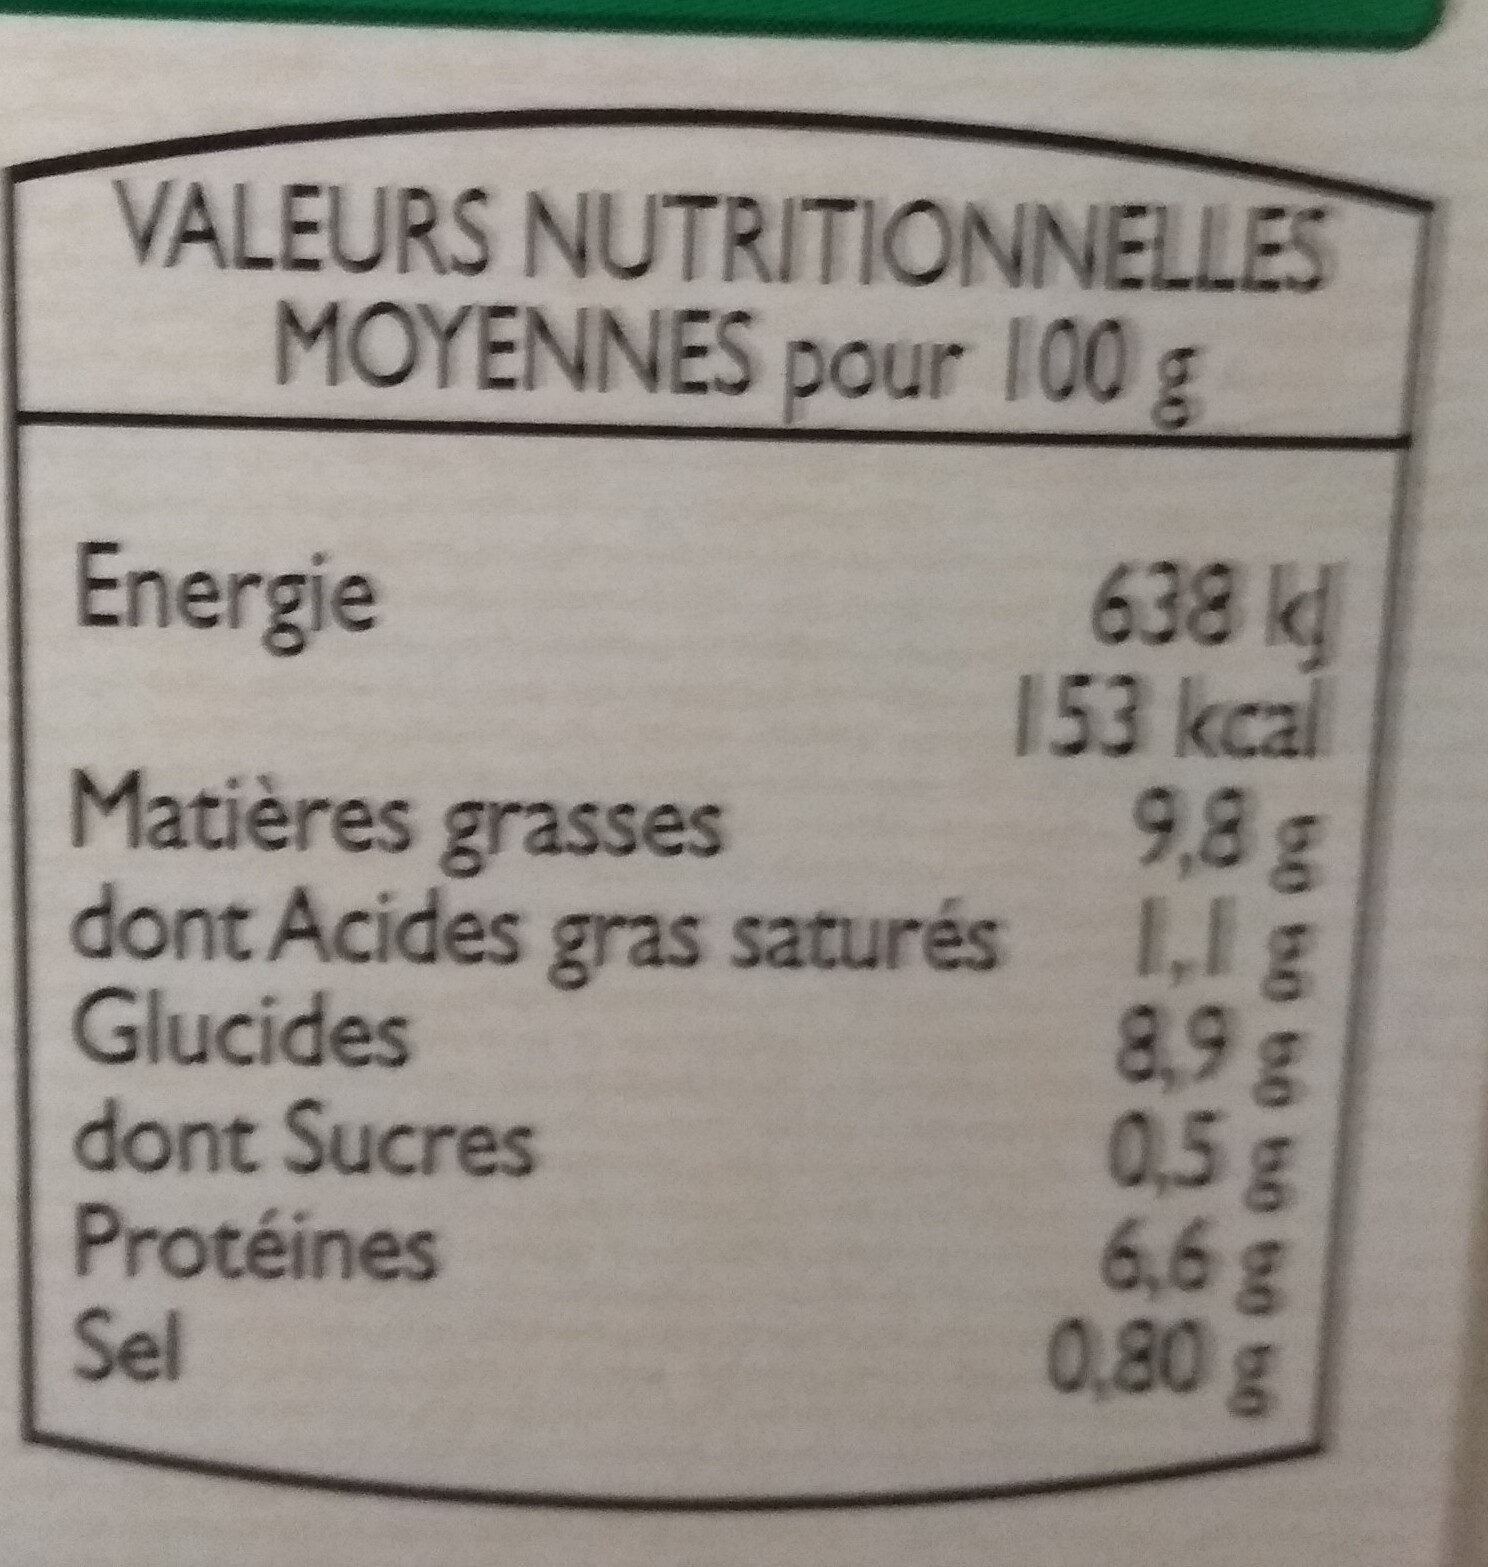 VALEURS NUTRITIONNELLES
MOYENNES pour 100 g
Energie 638 kJ
153 kcal
Matières grasses 9,8 g
dont Acides gras saturés 1,1 g
Glucides 8,9 g
dont Sucres 0,5 g
Protéines 6,6 g
Sel 0,80 g